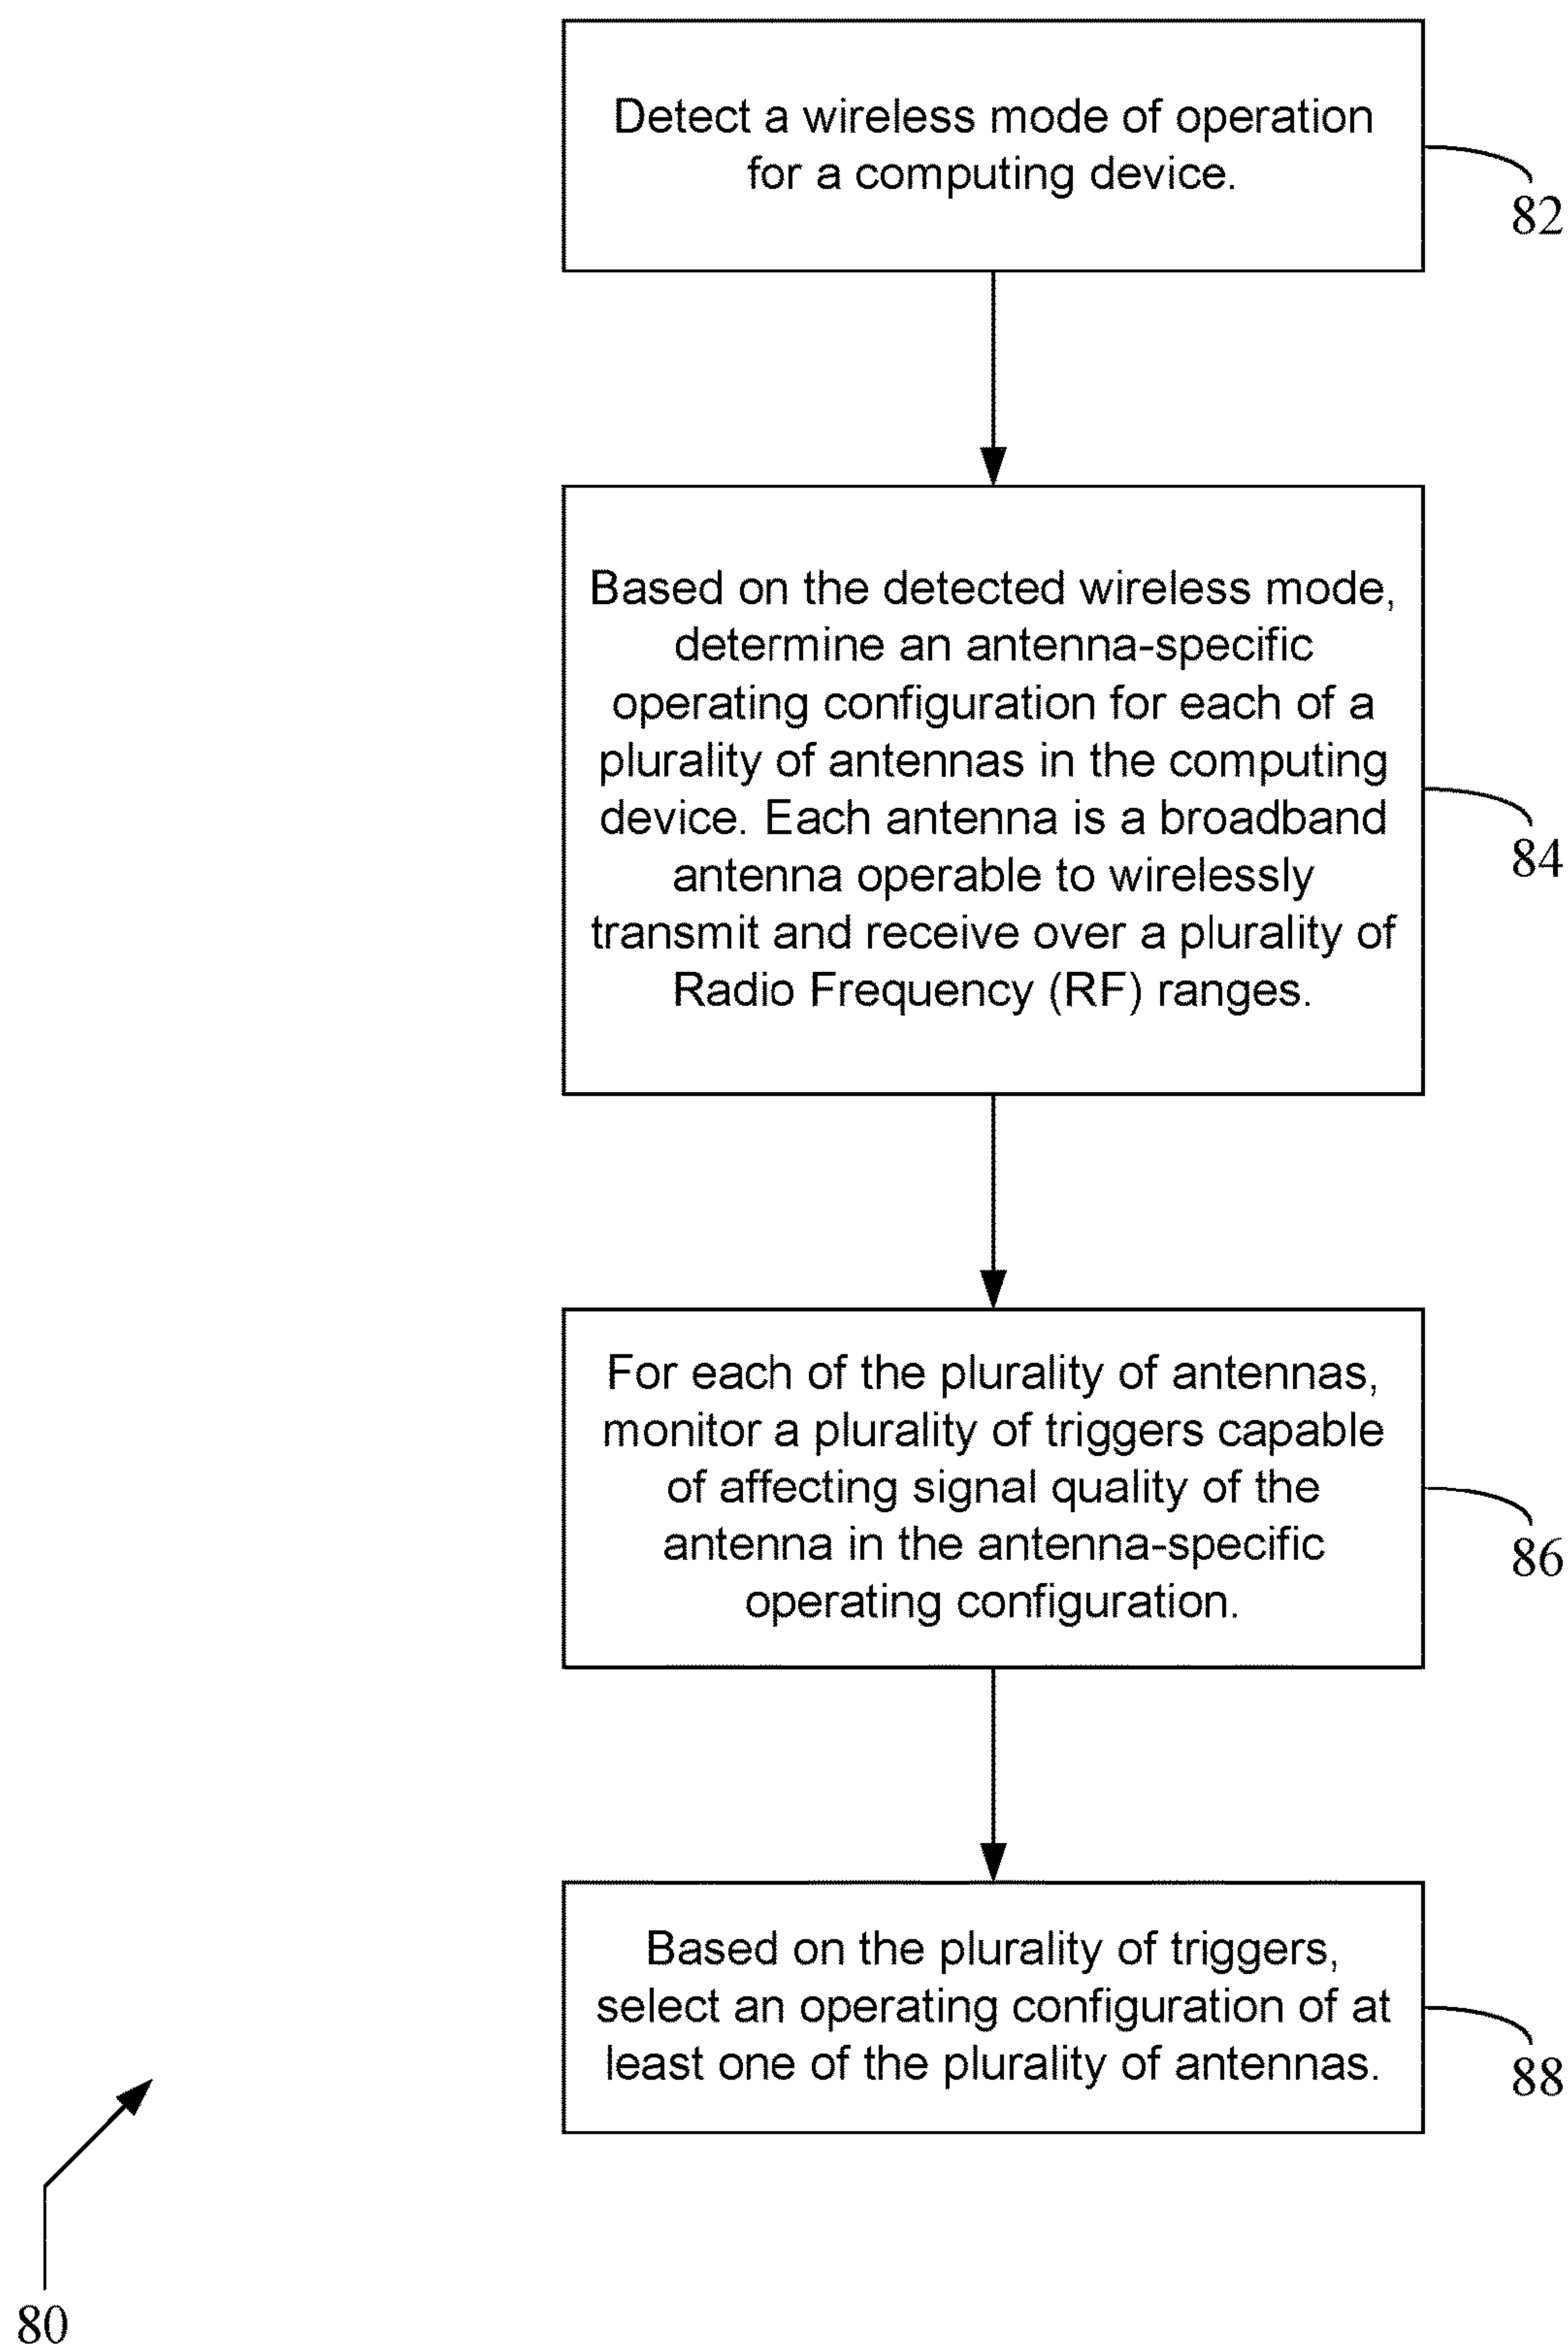 Detect a wireless mode of operation
for a computing device.
82
Based on the detected wireless mode,
determine an antenna-specific
operating configuration for each of a
plurality of antennas in the computing
device. Each antenna is a broadband
antenna operable to wirelessly
transmit and receive over a plurality of
Radio Frequency (RF) ranges.
84
For each of the plurality of antennas,
monitor a plurality of triggers capable
of affecting signal quality of the
antenna in the antenna-specific
operating configuration.
86
Based on the plurality of triggers,
select an operating configuration of at
least one of the plurality of antennas.
88
80